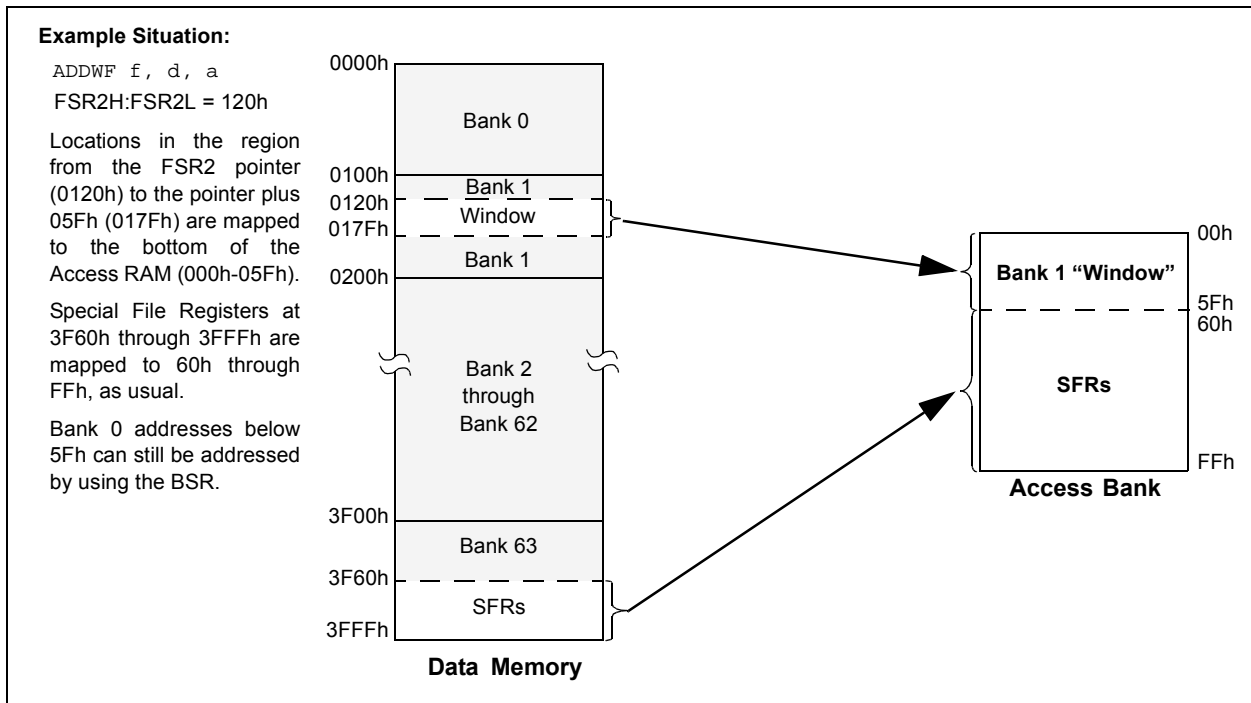 Example Situation:
ADDWF f, d, a
FSR2H:FSR2L = 120h
Locations in the region
from the FSR2 pointer
(0120h) to the pointer plus
05Fh (017Fh) are mapped
to the bottom of the
Access RAM (000h-05Fh).
Special File Registers at
3F60h through 3FFFh are
mapped to 60h through
FFh, as usual.
Bank 0 addresses below
5Fh can still be addressed
by using the BSR.
0000h
Bank 0
0100h
Bank 1
0120h
Window
017Fh
Bank 1
0200h
Bank 2
through
Bank 62
3F00h
Bank 63
3F60h
SFRs
3FFFh
Data Memory
00h
Bank 1 “Window”
5Fh
60h
SFRs
FFh
Access Bank